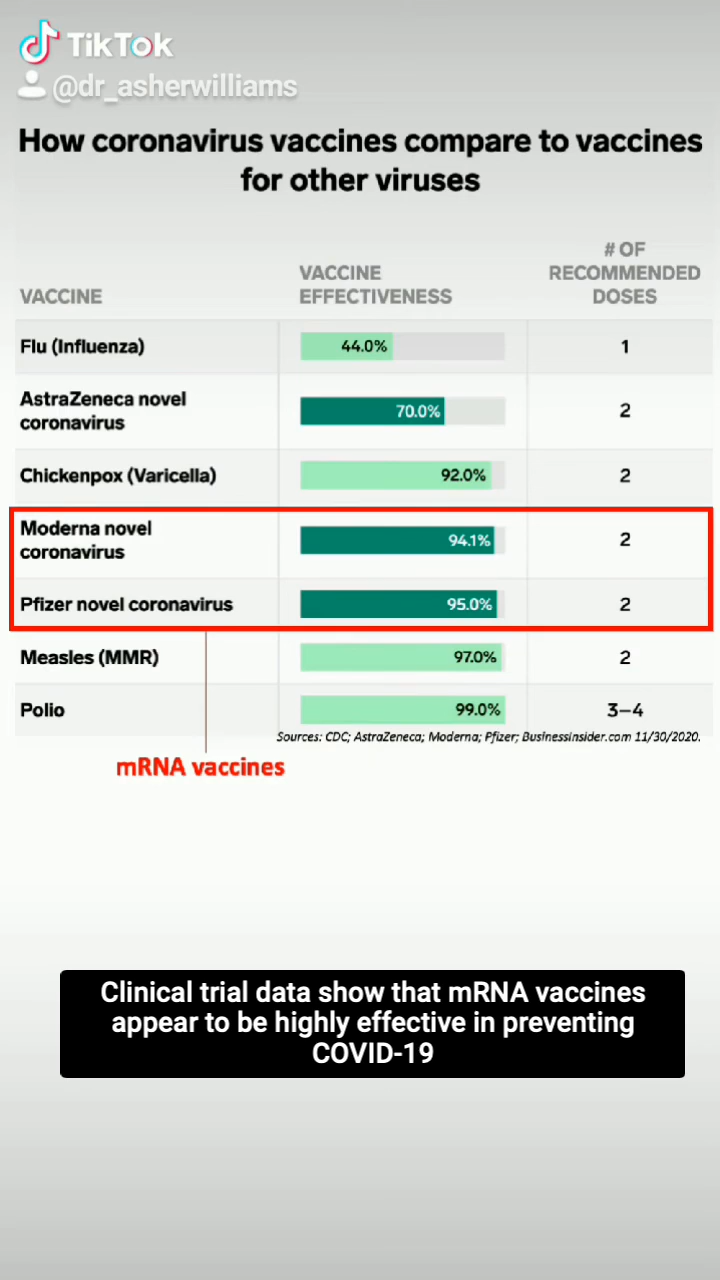 TikTok
@dr_asherwilliams
How coronavirus vaccines compare to vaccines
for other viruses
VACCINE
VACCINE
EFFECTIVENESS
# OF
RECOMMENDED
DOSES
Flu (Influenza)
44.0%
1
AstraZeneca novel
coronavirus
70.0%
2
Chickenpox (Varicella)
92.0%
2
Moderna novel
coronavirus
94.1%
2
Pfizer novel coronavirus
95.0%
2
Measles (MMR)
97.0%
2
Polio
99.0%
3–4
Sources: CDC; AstraZeneca; Moderna; Pfizer; BusinessInsider.com 11/30/2020.
mRNA vaccines
Clinical trial data show that mRNA vaccines
appear to be highly effective in preventing
COVID-19